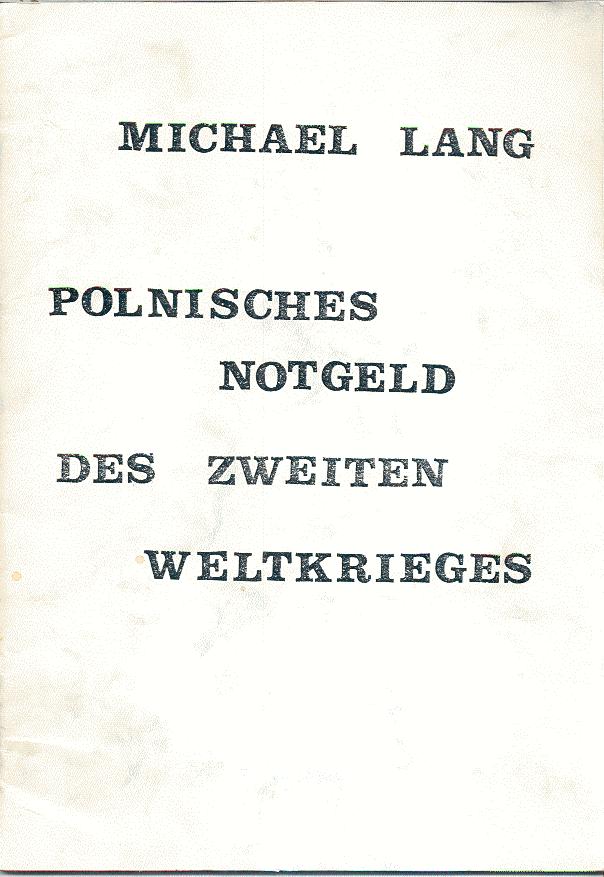 MICHAEL LANG
POLNISCHES
NOTGELD
DES ZWEITEN
WELTKRIEGES